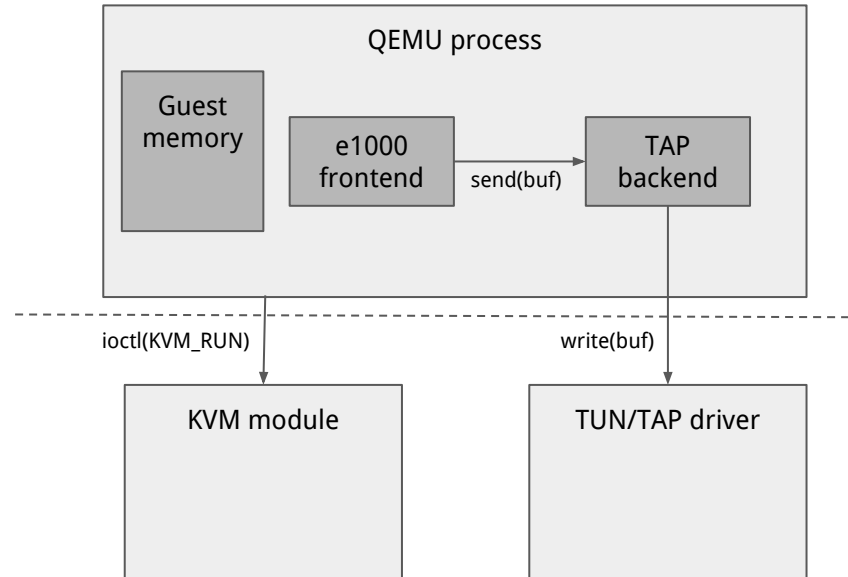 QEMU process
Guest
memory
e1000
frontend
send(buf)
TAP
backend
ioctl(KVM_RUN)
write(buf)
KVM module
TUN/TAP driver